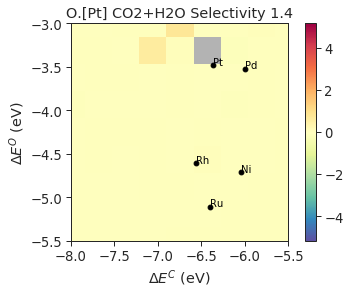 O.[Pt] CO2+H2O Selectivity 1.4
−3.0
−3.5
−4.0
−4.5
−5.0
−5.5
ΔE^O (eV)
Pt
Pd
Rh
Ni
Ru
−8.0 −7.5 −7.0 −6.5 −6.0 −5.5
ΔE^C (eV)
4
2
0
−2
−4